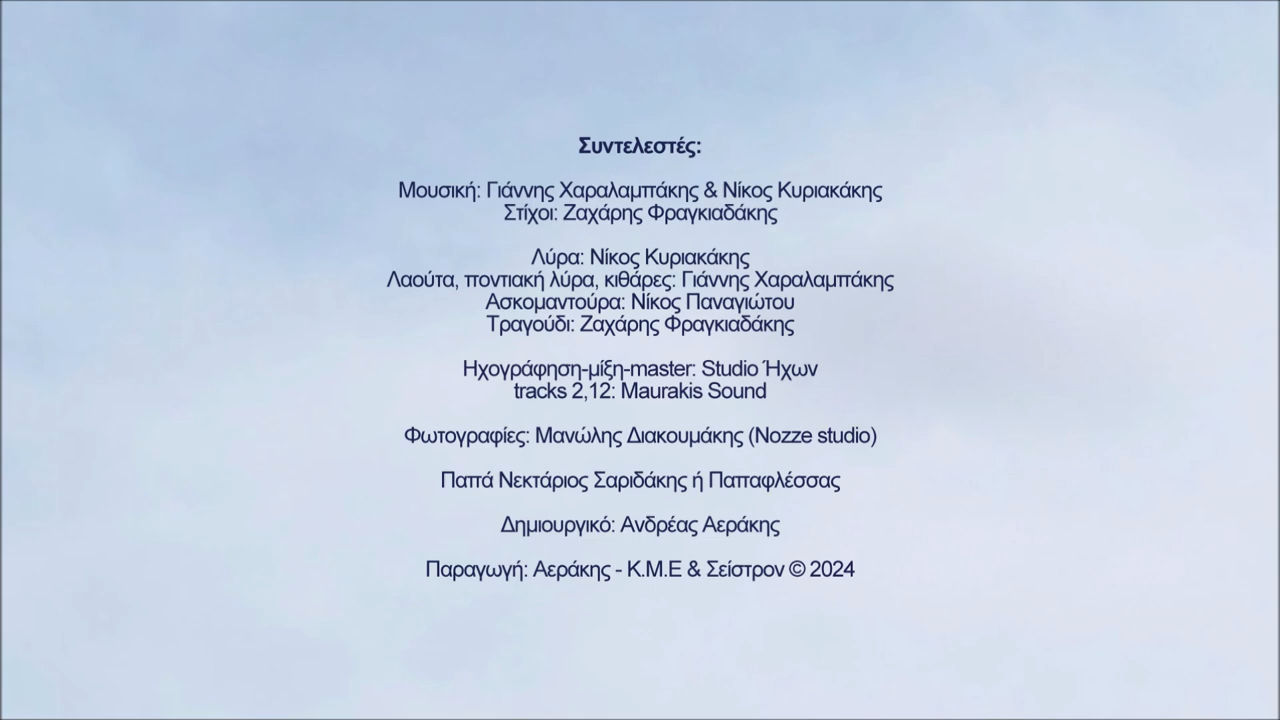 Συντελεστές:
Μουσική: Γιάννης Χαραλαμπάκης & Νίκος Κυριακάκης
Στίχοι: Ζαχάρης Φραγκιαδάκης
Λύρα: Νίκος Κυριακάκης
Λαούτα, ποντιακή λύρα, κιθάρες: Γιάννης Χαραλαμπάκης
Ασκομαντούρα: Νίκος Παναγιώτου
Τραγούδι: Ζαχάρης Φραγκιαδάκης
Ηχογράφηση-μίξη-master: Studio Ήχων
tracks 2,12: Maurakis Sound
Φωτογραφίες: Μανώλης Διακουμάκης (Nozze studio)
Παπά Νεκτάριος Σαριδάκης ή Παπαφλέσσας
Δημιουργικό: Ανδρέας Αεράκης
Παραγωγή: Αεράκης - Κ.Μ.Ε & Σείστρον © 2024